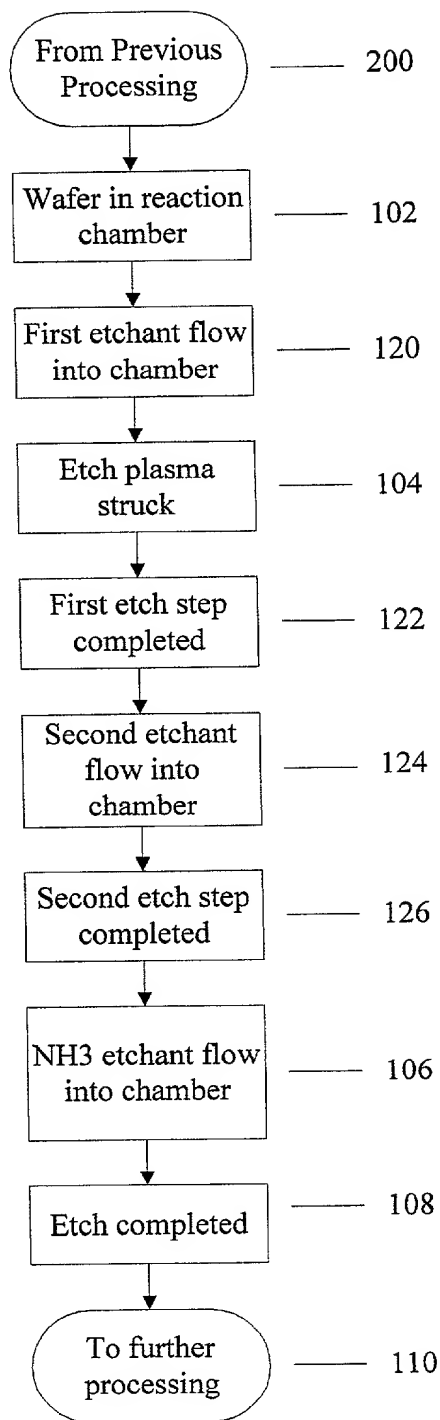 From Previous
Processing
200
Wafer in reaction
chamber
102
First etchant flow
into chamber
120
Etch plasma
struck
104
First etch step
completed
122
Second etchant
flow into
chamber
124
Second etch step
completed
126
NH3 etchant flow
into chamber
106
Etch completed
108
To further
processing
110